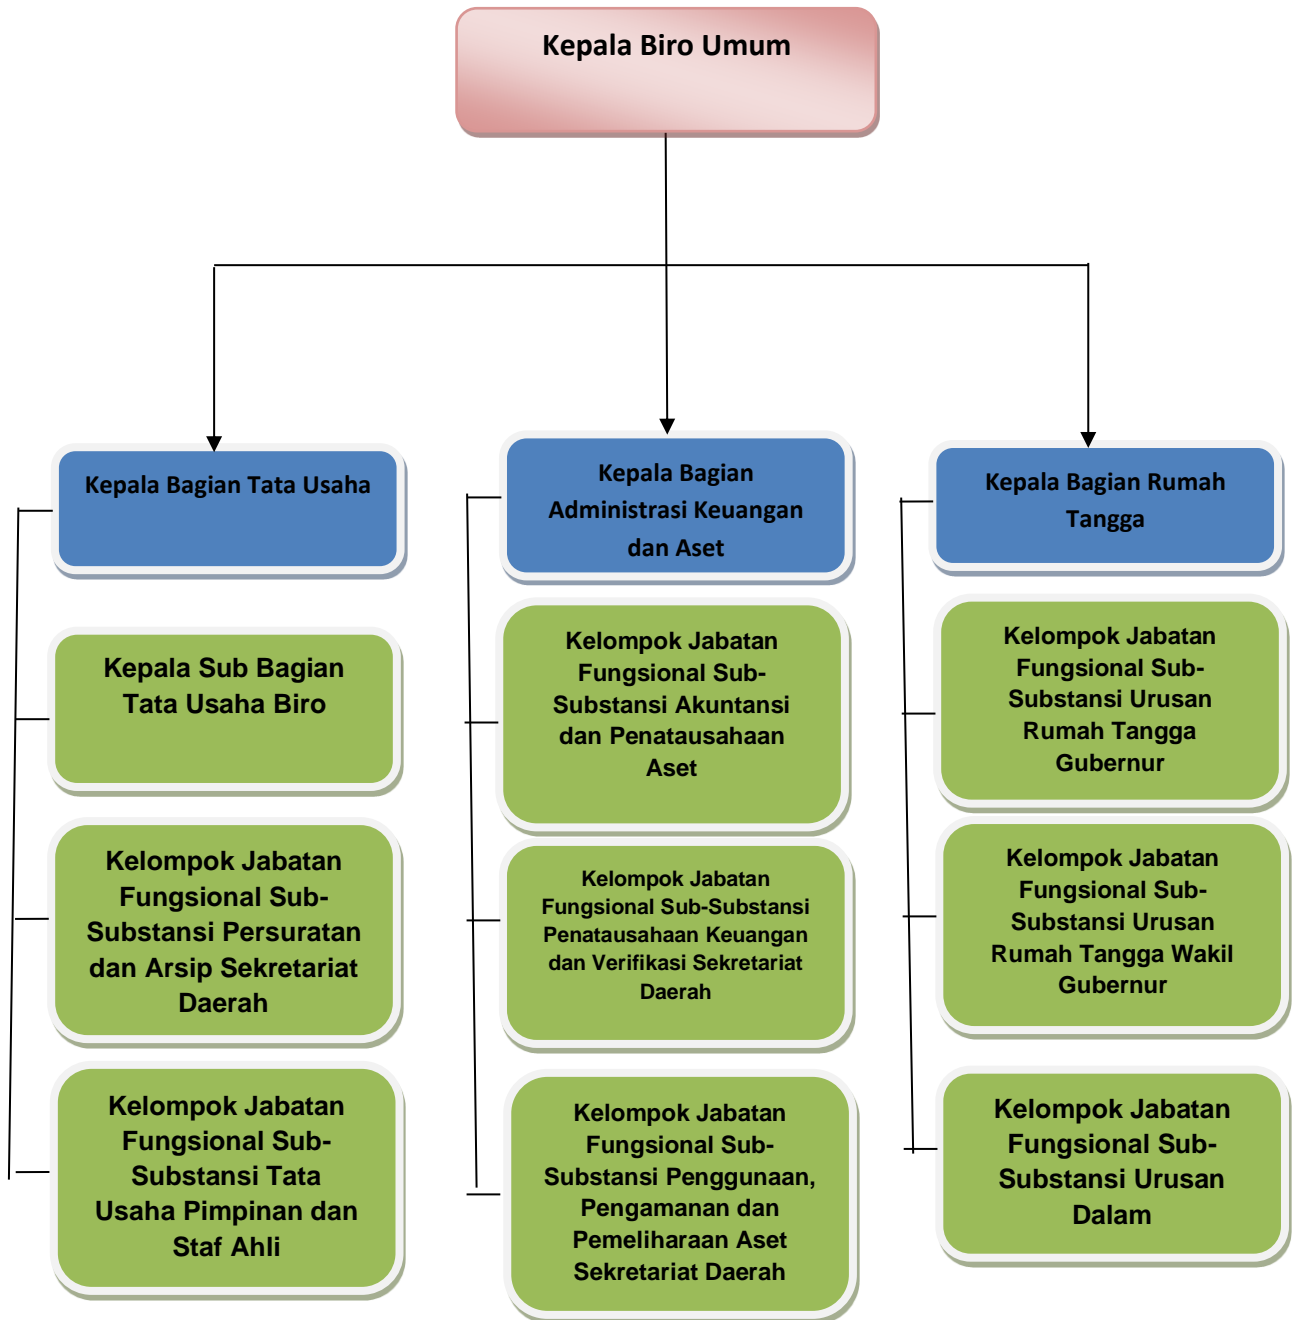 Kepala Biro Umum
Kepala Bagian Tata Usaha
Kepala Sub Bagian
Tata Usaha Biro
Kelompok Jabatan
Fungsional Sub-
Substansi Persuratan
dan Arsip Sekretariat
Daerah
Kelompok Jabatan
Fungsional Sub-
Substansi Tata
Usaha Pimpinan dan
Staf Ahli
Kepala Bagian
Administrasi Keuangan
dan Aset
Kelompok Jabatan
Fungsional Sub-
Substansi Akuntansi
dan Penatausahaan
Aset
Kelompok Jabatan
Fungsional Sub-Substansi
Penatausahaan Keuangan
dan Verifikasi Sekretariat
Daerah
Kelompok Jabatan
Fungsional Sub-
Substansi Penggunaan,
Pengamanan dan
Pemeliharaan Aset
Sekretariat Daerah
Kepala Bagian Rumah
Tangga
Kelompok Jabatan
Fungsional Sub-
Substansi Urusan
Rumah Tangga
Gubernur
Kelompok Jabatan
Fungsional Sub-
Substansi Urusan
Rumah Tangga Wakil
Gubernur
Kelompok Jabatan
Fungsional Sub-
Substansi Urusan
Dalam